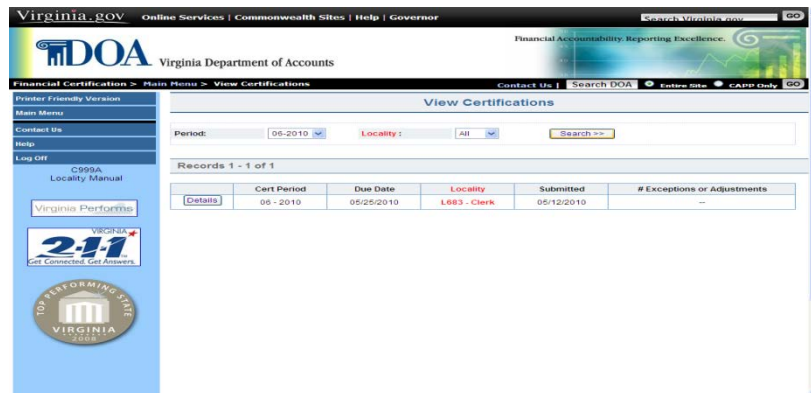 Virginia.gov Online Services | Commonwealth Sites | Help | Governor Search Virginia.gov GO
Financial Accountability. Reporting Excellence.
DOA Virginia Department of Accounts
Financial Certification > Main Menu > View Certifications Contact Us | Search DOA Entire Site CAPP Only GO
Printer Friendly Version
Main Menu
Contact Us
Help
Log Off
C999A
Locality Manual
Virginia Performs
VIRGINIA
2-1-1
Get Connected. Get Answers.
TOP PERFORMING STATE
VIRGINIA
2008
View Certifications
Period: 06-2010 Locality : All Search >>
Records 1 - 1 of 1
Cert Period Due Date Locality Submitted # Exceptions or Adjustments
Details 06 - 2010 05/25/2010 L683 - Clerk 05/12/2010 --